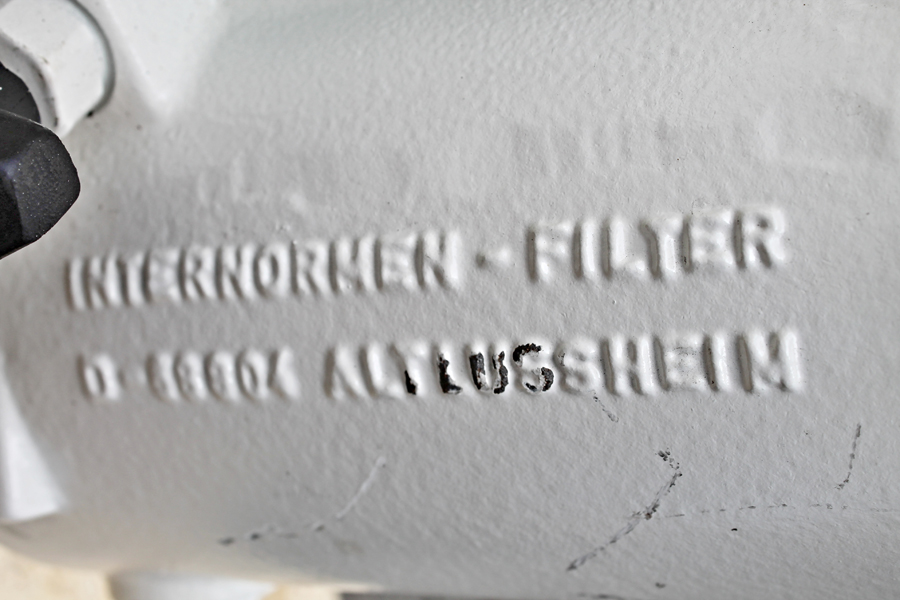 INTERNORMEN - FILTER
D 68804 ALTLUSSHEIM